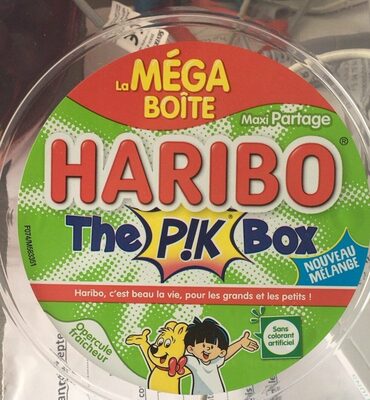 La MÉGA
BOÎTE
Maxi Partage
HARIBO®
The P!K® Box
NOUVEAU
MÉLANGE
Haribo, c'est beau la vie, pour les grands et les petits !
Opercule
Fraîcheur
Sans
colorant
artificiel